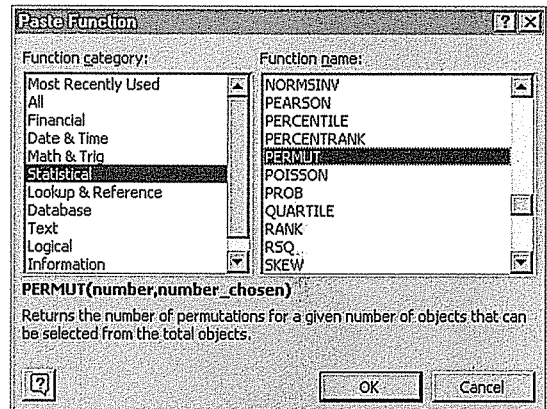 Paste Function
? X
Function category:
Most Recently Used
All
Financial
Date & Time
Math & Trig
Statistical
Lookup & Reference
Database
Text
Logical
Information
Function name:
NORMSINV
PEARSON
PERCENTILE
PERCENTRANK
PERMUT
POISSON
PROB
QUARTILE
RANK
RSQ
SKEW
PERMUT(number,number_chosen)
Returns the number of permutations for a given number of objects that can
be selected from the total objects.
?
OK
Cancel